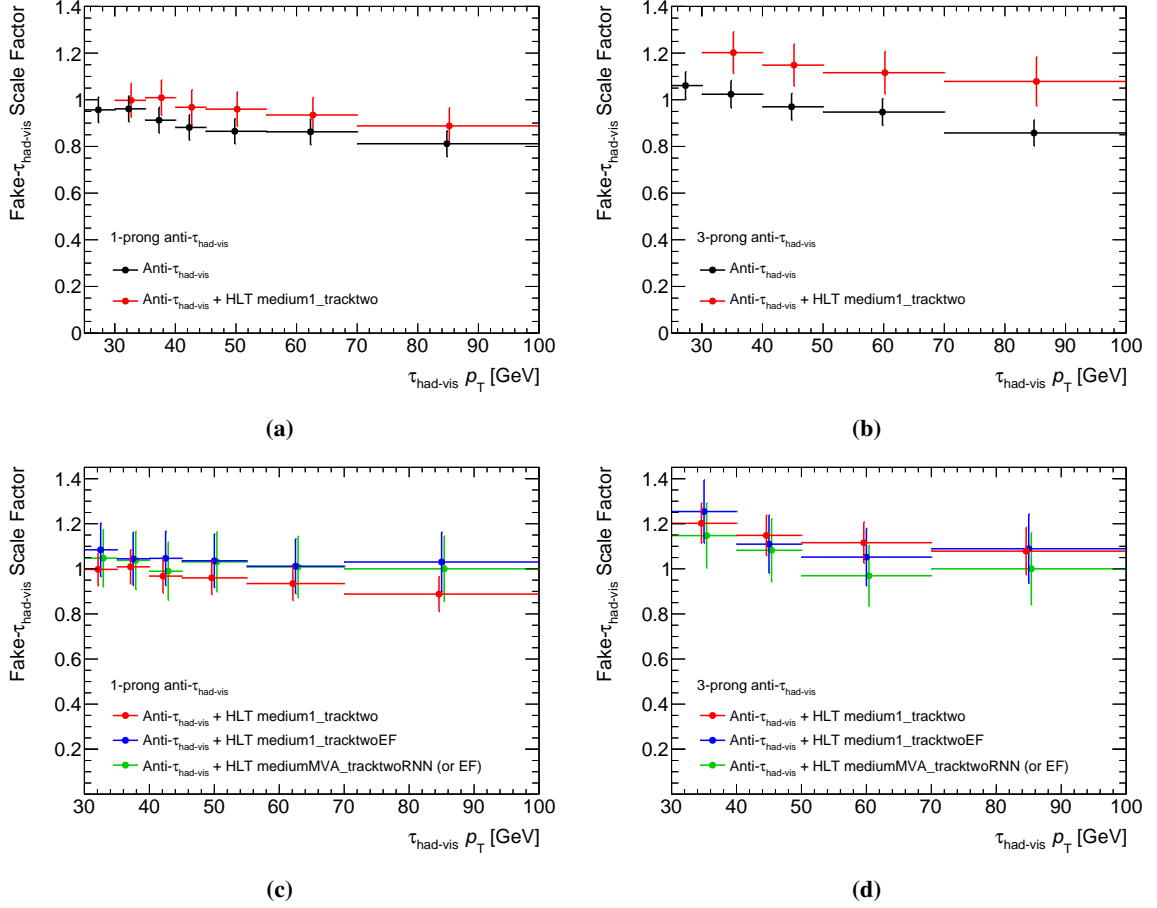 Fake-τhad-vis Scale Factor
1.4
1.2
1
0.8
0.6
0.4
0.2
0
1-prong anti-τhad-vis
Anti-τhad-vis
Anti-τhad-vis + HLT medium1_tracktwo
30 40 50 60 70 80 90 100
τhad-vis pT [GeV]
(a)
Fake-τhad-vis Scale Factor
1.4
1.2
1
0.8
0.6
0.4
0.2
0
3-prong anti-τhad-vis
Anti-τhad-vis
Anti-τhad-vis + HLT medium1_tracktwo
30 40 50 60 70 80 90 100
τhad-vis pT [GeV]
(b)
Fake-τhad-vis Scale Factor
1.4
1.2
1
0.8
0.6
0.4
0.2
1-prong anti-τhad-vis
Anti-τhad-vis + HLT medium1_tracktwo
Anti-τhad-vis + HLT medium1_tracktwoEF
Anti-τhad-vis + HLT mediumMVA_tracktwoRNN (or EF)
30 40 50 60 70 80 90 100
τhad-vis pT [GeV]
(c)
Fake-τhad-vis Scale Factor
1.4
1.2
1
0.8
0.6
0.4
0.2
3-prong anti-τhad-vis
Anti-τhad-vis + HLT medium1_tracktwo
Anti-τhad-vis + HLT medium1_tracktwoEF
Anti-τhad-vis + HLT mediumMVA_tracktwoRNN (or EF)
30 40 50 60 70 80 90 100
τhad-vis pT [GeV]
(d)